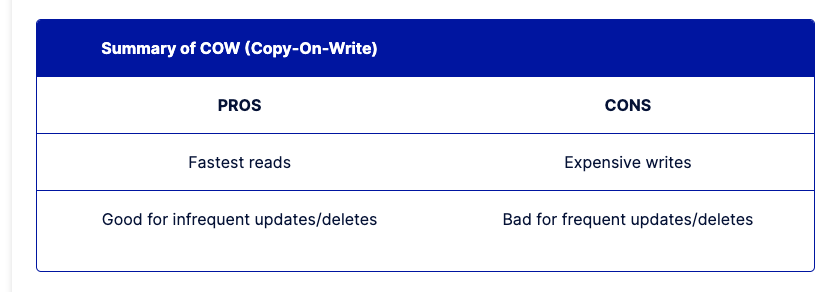 Summary of COW (Copy-On-Write)
PROS CONS
Fastest reads Expensive writes
Good for infrequent updates/deletes Bad for frequent updates/deletes